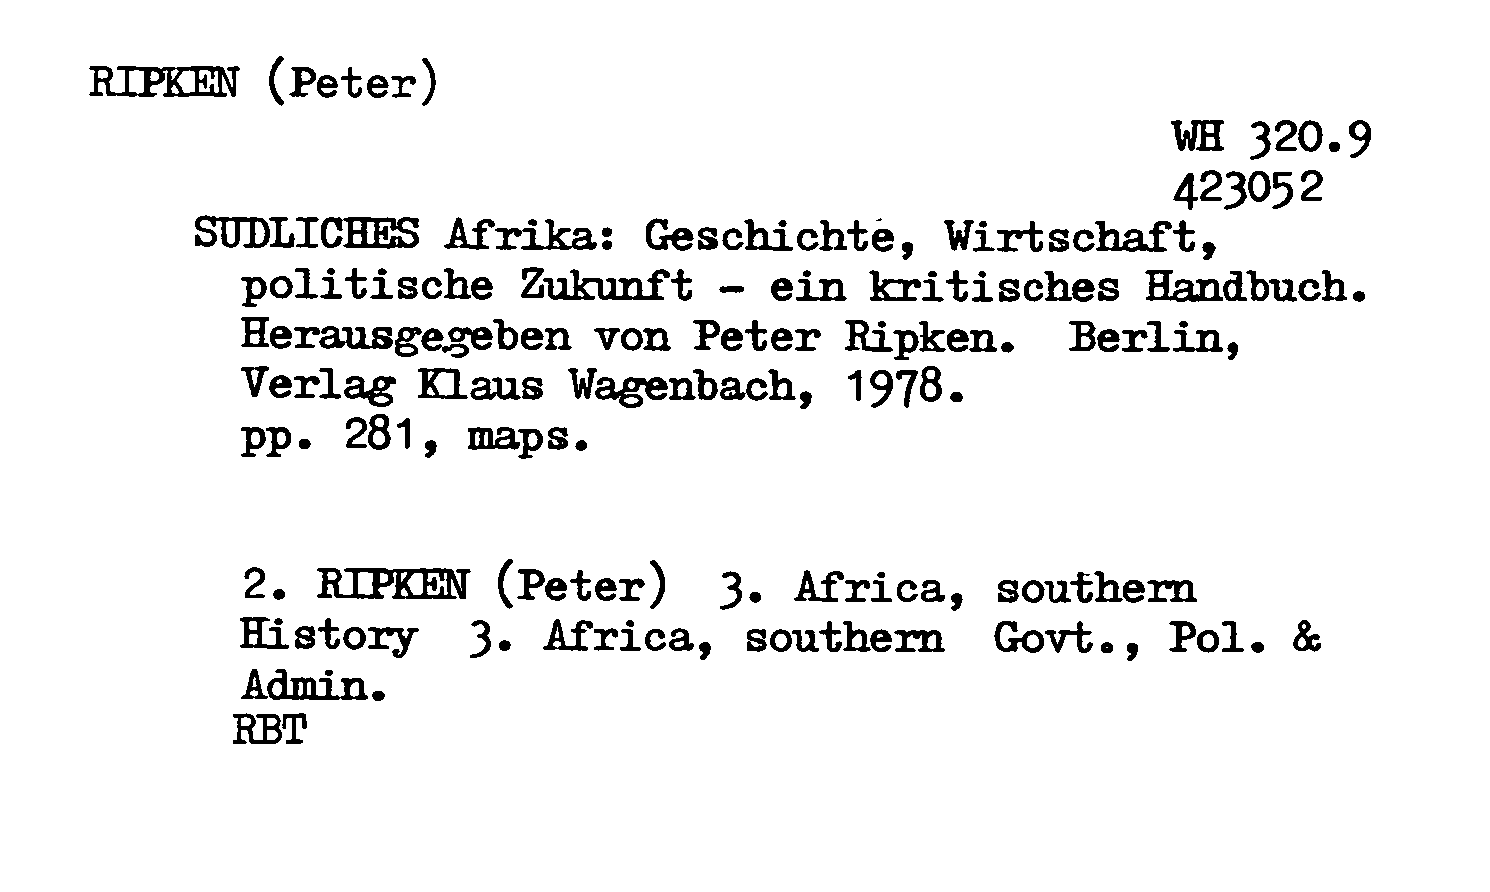 RIPKEN (Peter)
WH 320.9
423052
SUDLICHES Afrika: Geschichte, Wirtschaft,
politische Zukunft - ein kritisches Handbuch.
Herausgegeben von Peter Ripken. Berlin,
Verlag Klaus Wagenbach, 1978.
pp. 281, maps.
2. RIPKEN (Peter) 3. Africa, southern
History 3. Africa, southern Govt., Pol. &
Admin.
RBT